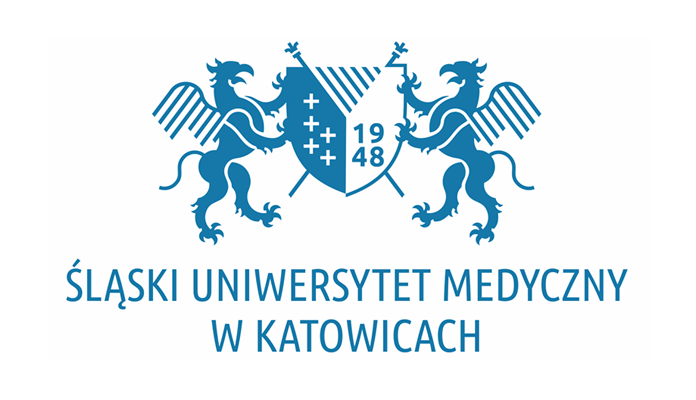 19
48
ŚLĄSKI UNIWERSYTET MEDYCZNY
W KATOWICACH